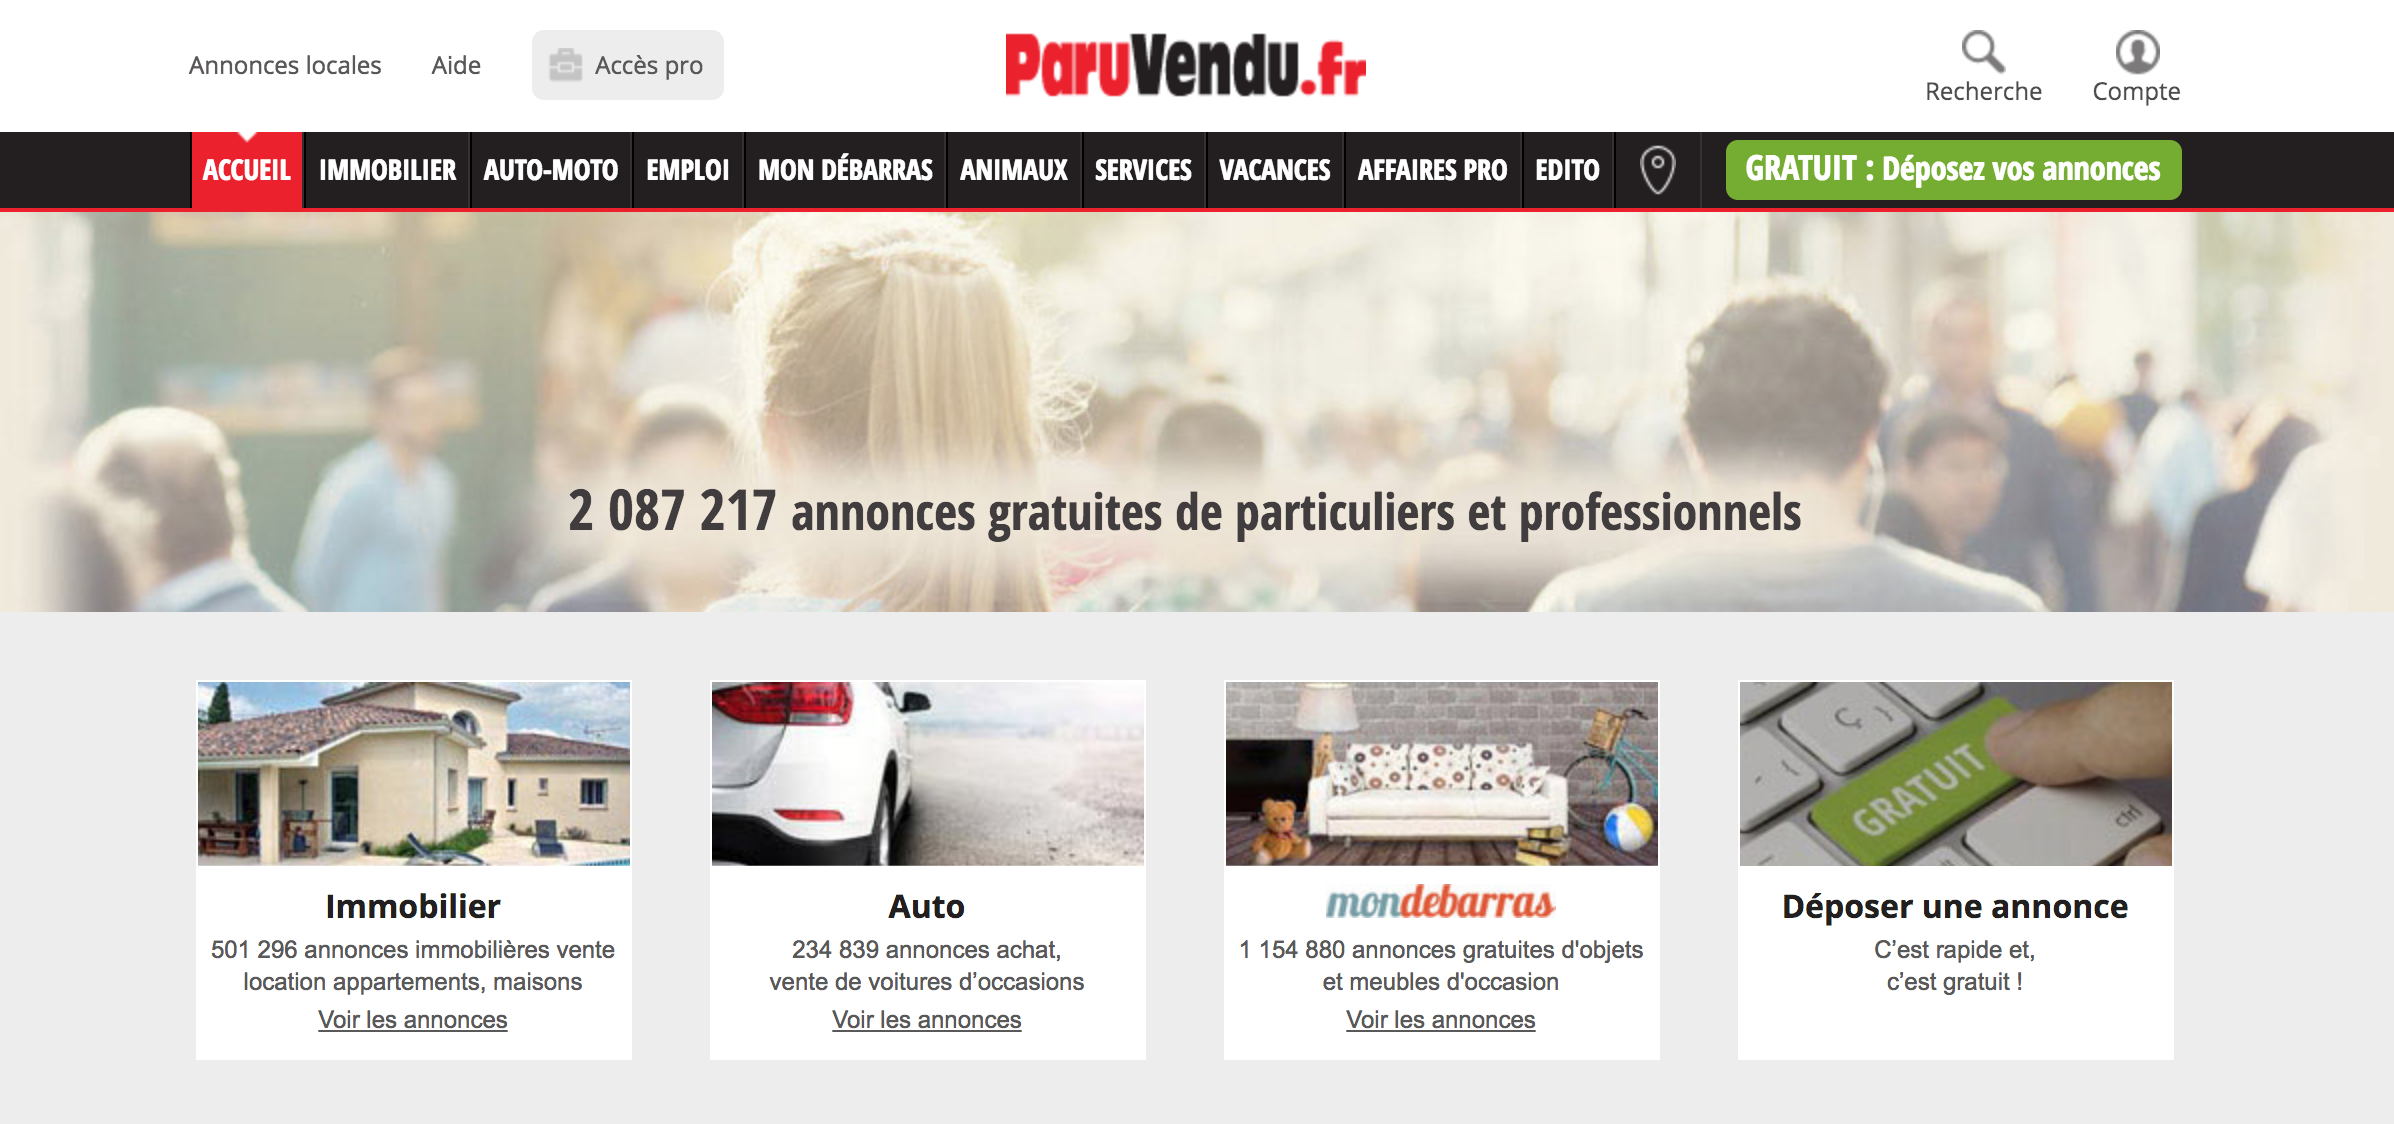 Annonces locales
Aide
Accès pro
ParuVendu.fr
Recherche
Compte
ACCUEIL
IMMOBILIER
AUTO-MOTO
EMPLOI
MON DÉBARRAS
ANIMAUX
SERVICES
VACANCES
AFFAIRES PRO
EDITO
GRATUIT : Déposez vos annonces
2 087 217 annonces gratuites de particuliers et professionnels
Immobilier
501 296 annonces immobilières vente
location appartements, maisons
Voir les annonces
Auto
234 839 annonces achat,
vente de voitures d’occasions
Voir les annonces
mondebarras
1 154 880 annonces gratuites d'objets
et meubles d'occasion
Voir les annonces
Ç
GRATUIT
ctrl
Déposer une annonce
C’est rapide et,
c’est gratuit !